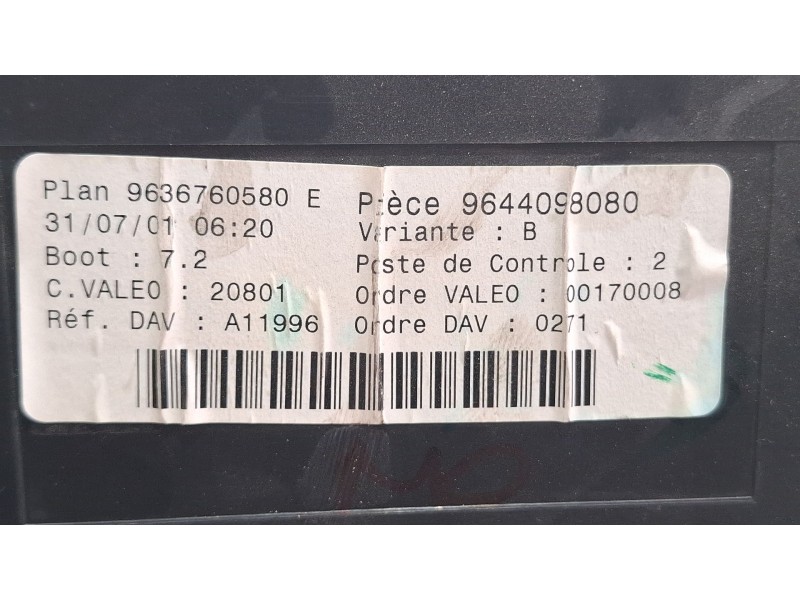 Plan 9636760580 E
31/07/01 06:20
Boot : 7.2
C.VALEO : 20801
Réf. DAV : A11996
Pièce 9644098080
Variante : B
Poste de Controle : 2
Ordre VALEO : 00170008
Ordre DAV : 0271